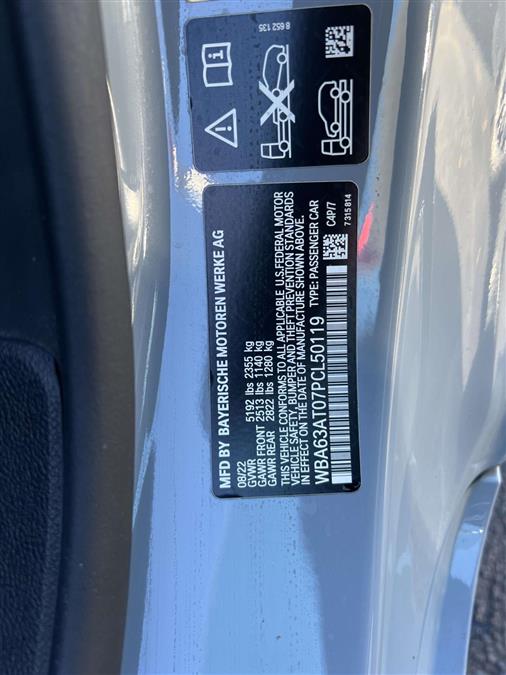 8 652 135
MFD BY BAYERISCHE MOTOREN WERKE AG
08/22
GVWR 5192 lbs 2355 kg
GAWR FRONT 2513 lbs 1140 kg
GAWR REAR 2822 lbs 1280 kg
THIS CAR CONFORMS TO ALL APPLICABLE U.S.FEDERAL MOTOR
VEHICLE SAFETY, BUMPER AND THEFT PREVENTION STANDARDS
IN EFFECT ON THE DATE OF MANUFACTURE SHOWN ABOVE.
WBA63AT07PCL50119 TYPE: PASSENGER CAR
C4P/7
7 315 814